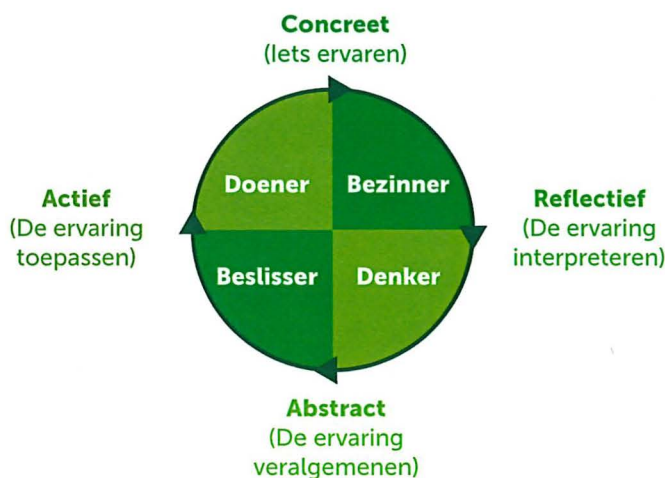 Concreet
(Iets ervaren)
Doener
Bezinner
Actief
(De ervaring
toepassen)
Reflectief
(De ervaring
interpreteren)
Beslisser
Denker
Abstract
(De ervaring
veralgemenen)